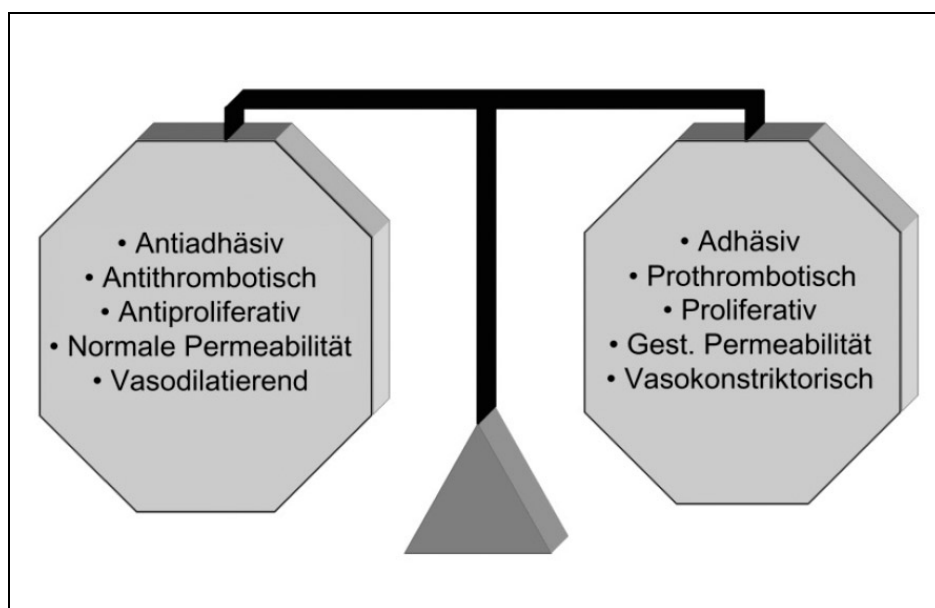 • Antiadhäsiv
• Antithrombotisch
• Antiproliferativ
• Normale Permeabilität
• Vasodilatierend
• Adhäsiv
• Prothrombotisch
• Proliferativ
• Gest. Permeabilität
• Vasokonstriktorisch